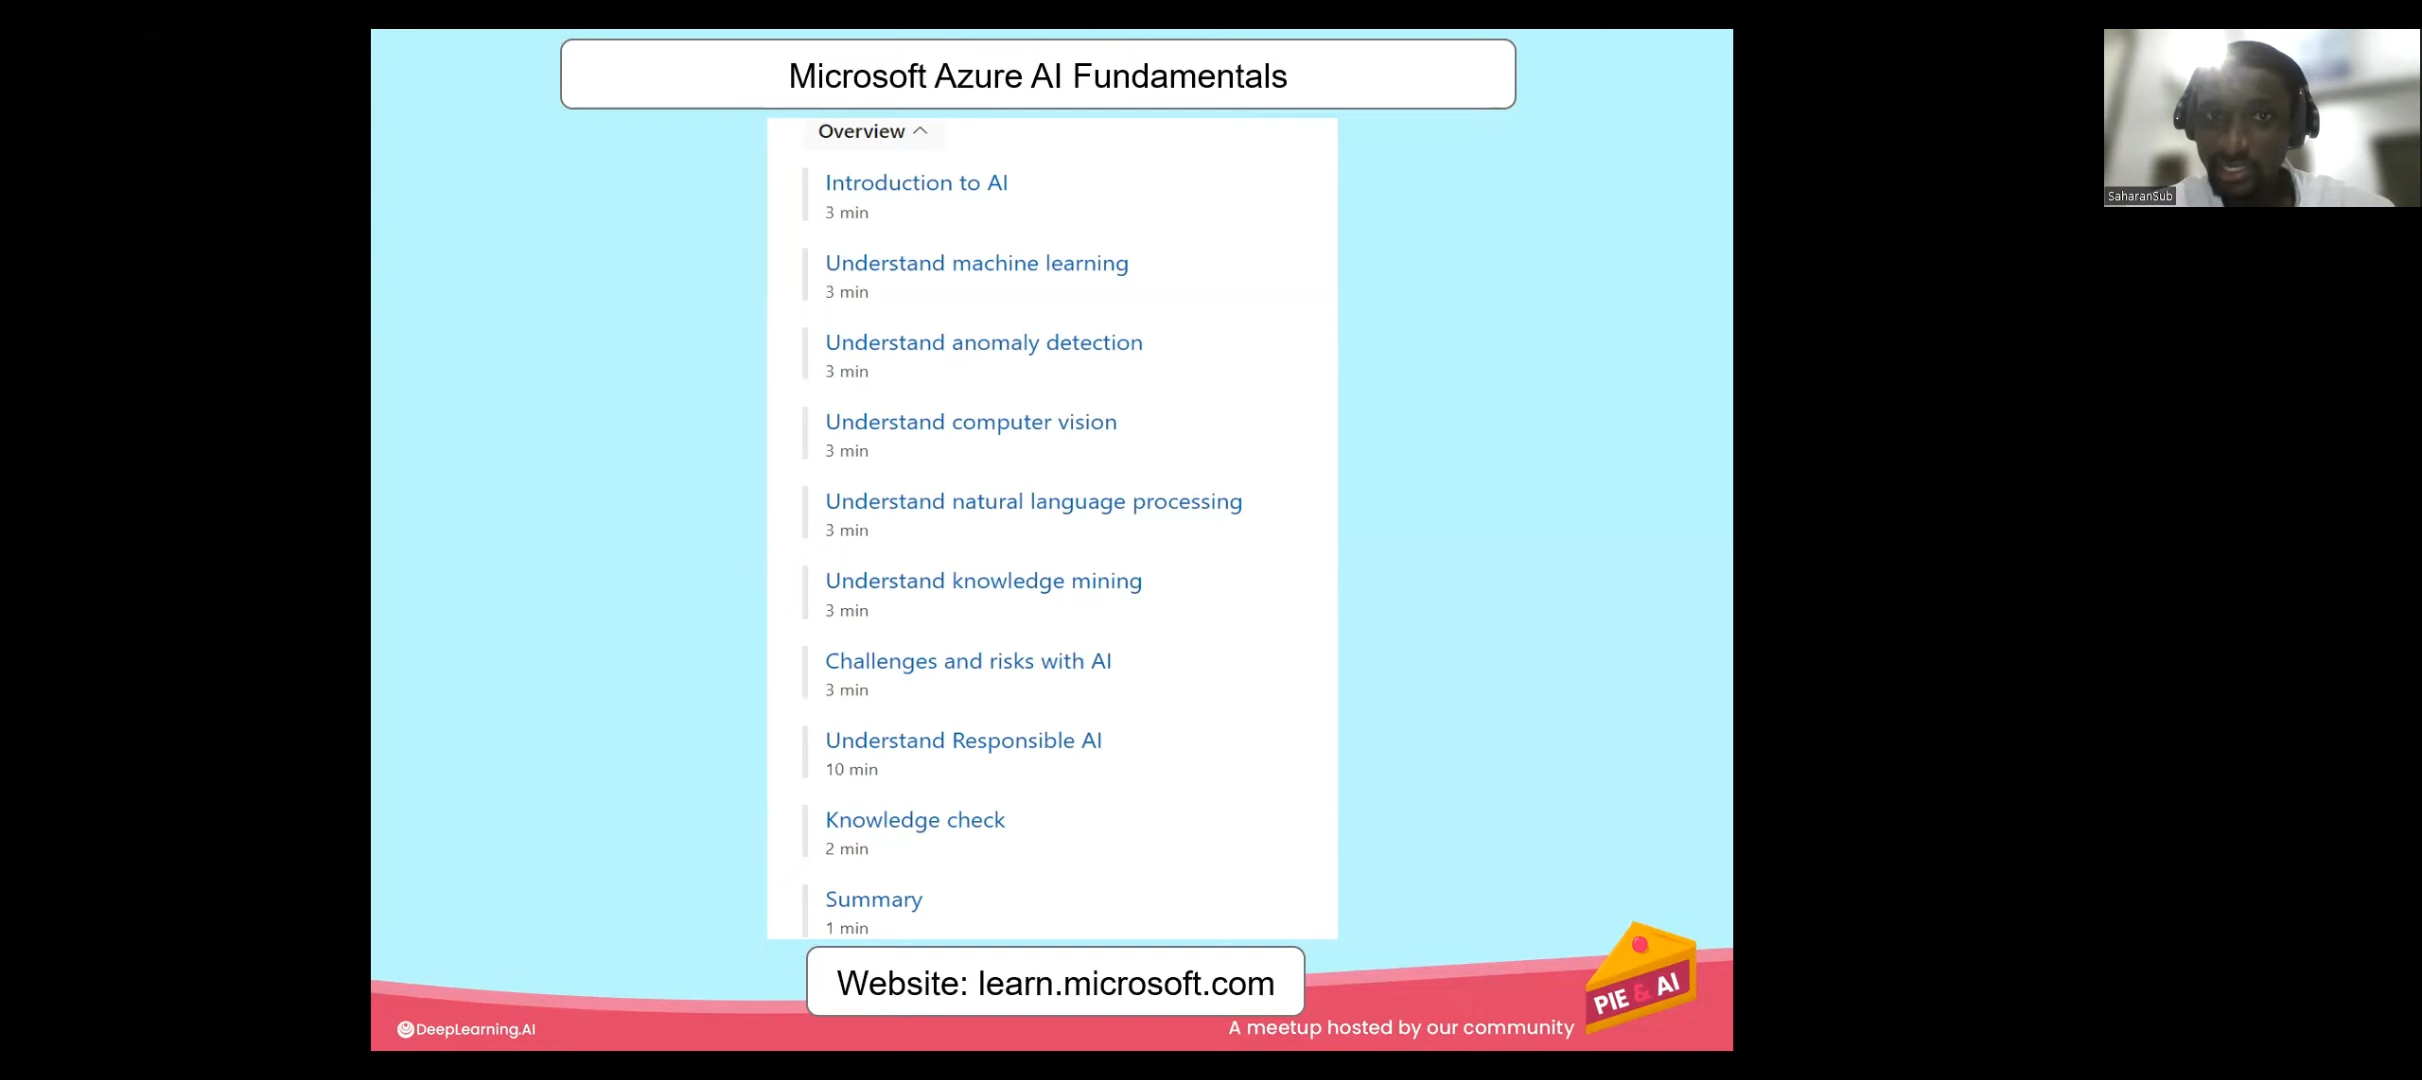 Microsoft Azure AI Fundamentals
Overview
Introduction to AI
3 min
Understand machine learning
3 min
Understand anomaly detection
3 min
Understand computer vision
3 min
Understand natural language processing
3 min
Understand knowledge mining
3 min
Challenges and risks with AI
3 min
Understand Responsible AI
10 min
Knowledge check
2 min
Summary
1 min
Website: learn.microsoft.com
DeepLearning.AI
A meetup hosted by our community
PIE & AI
SaharanSub